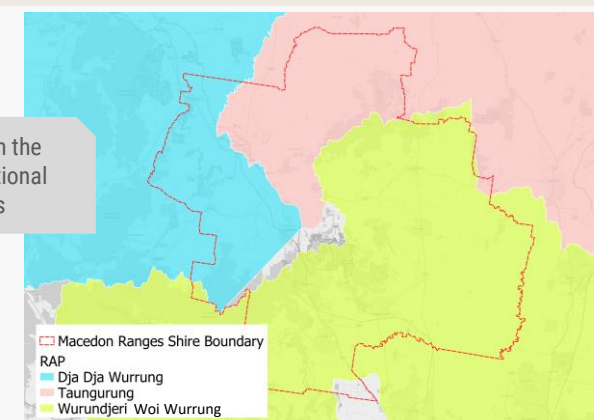 n the
tional
s
Macedon Ranges Shire Boundary
RAP
Dja Dja Wurrung
Taungurung
Wurundjeri Woi Wurrung